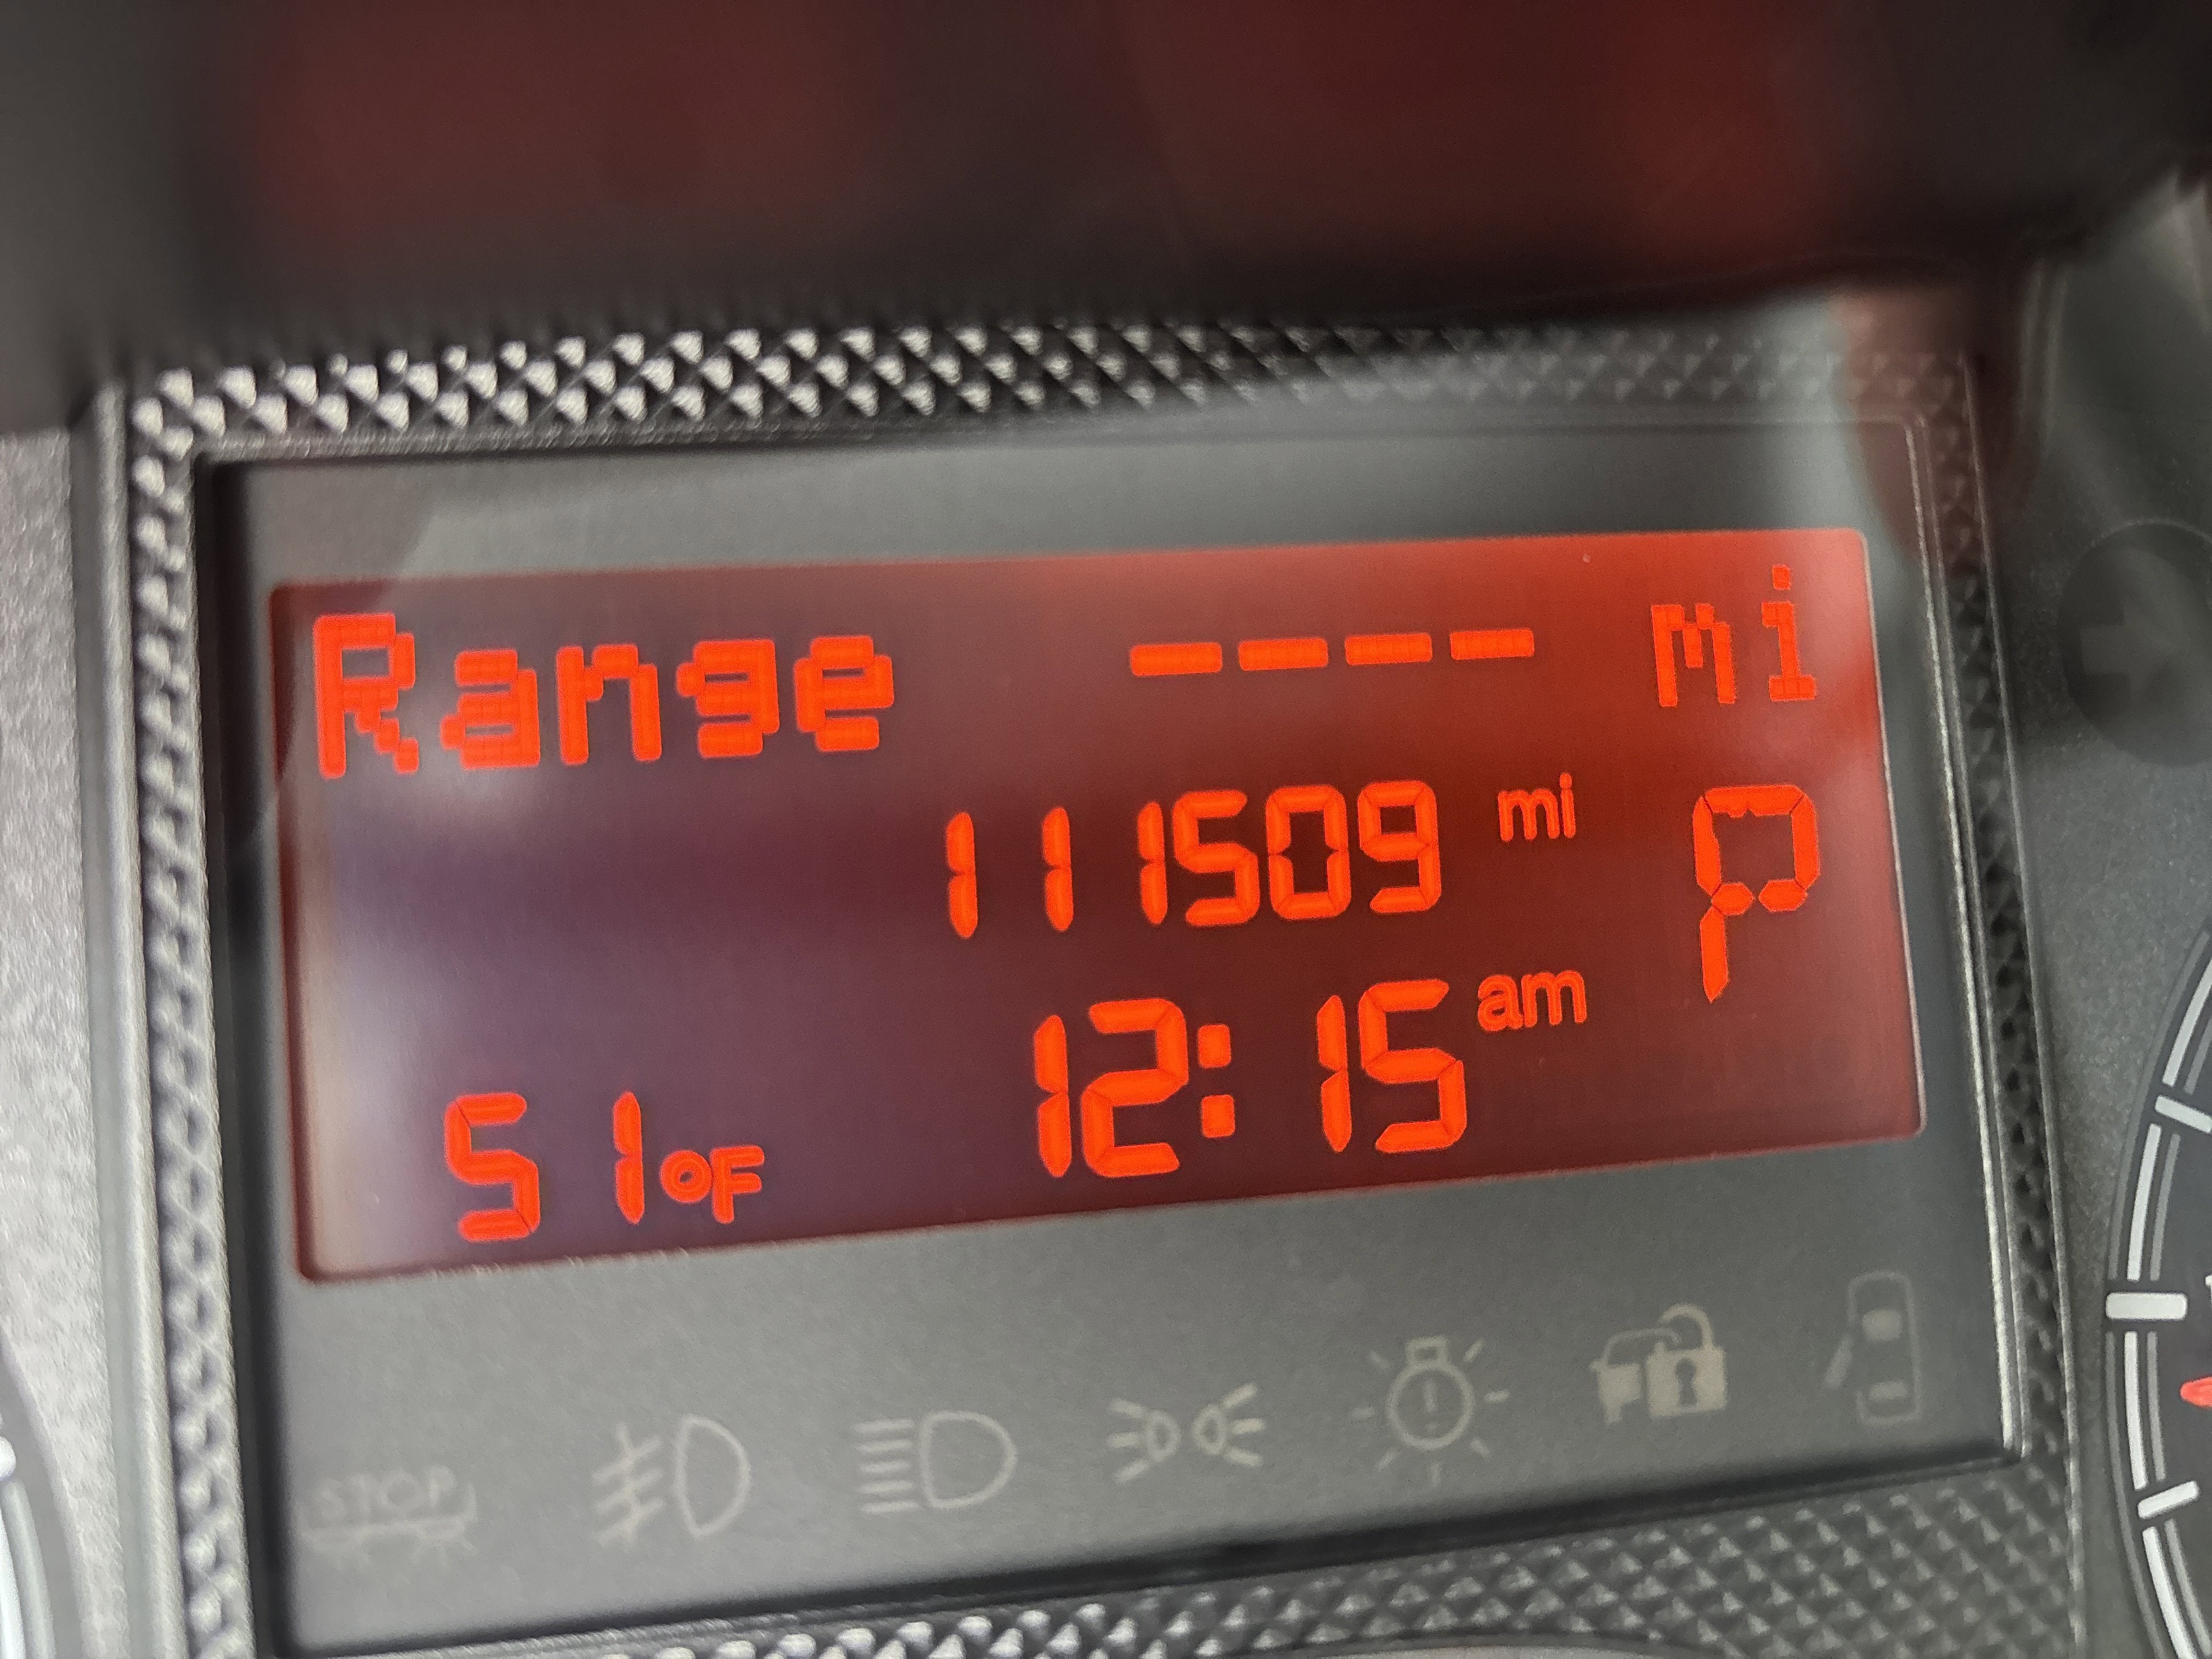 Range ---- mi
111509 mi P
51°F 12:15 am
STOP